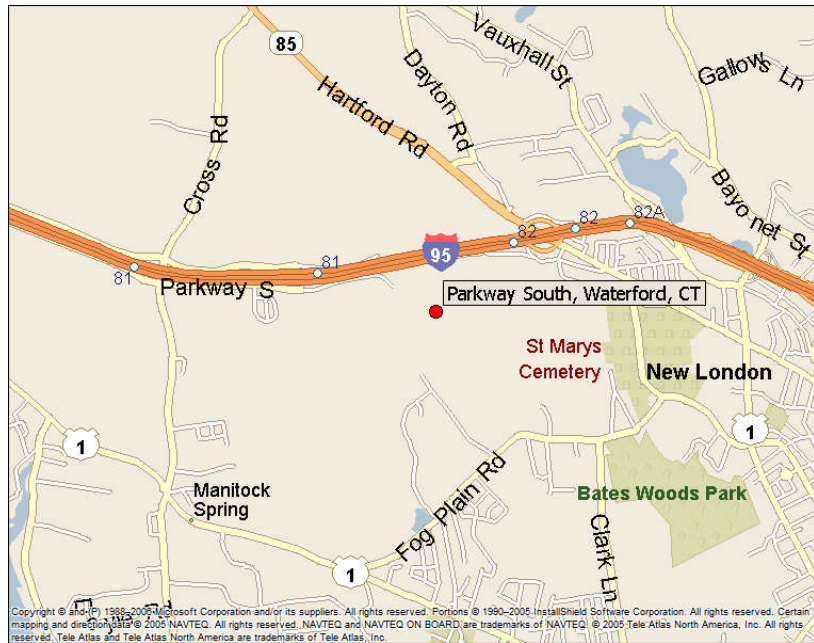 85
Hartford Rd
Dayton Rd
Vauxhall St
Gallows Ln
Cross Rd
Bayonet St
82A
82
82
95
81
81
Parkway S
Parkway South, Waterford, CT
St Marys
Cemetery
New London
1
1
Manitock
Spring
Fog Plain Rd
Bates Woods Park
Clark Ln
1
Copyright © and (P) 1988–2006 Microsoft Corporation and/or its suppliers. All rights reserved. Portions © 1990–2005 InstallShield Software Corporation. All rights reserved. Certain
mapping and direction data © 2005 NAVTEQ. All rights reserved. NAVTEQ and NAVTEQ ON BOARD are trademarks of NAVTEQ. © 2005 Tele Atlas North America, Inc. All rights
reserved. Tele Atlas and Tele Atlas North America are trademarks of Tele Atlas, Inc.